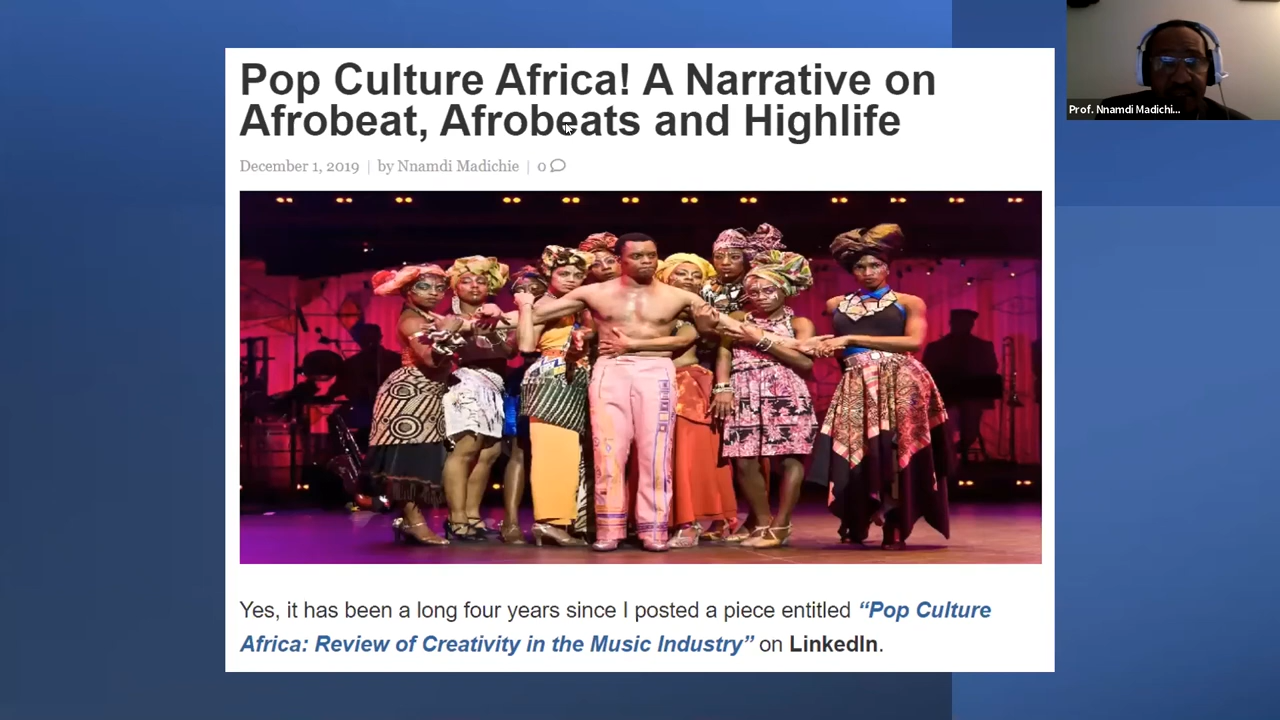 Pop Culture Africa! A Narrative on
Afrobeat, Afrobeats and Highlife
December 1, 2019 | by Nnamdi Madichie | 0
Yes, it has been a long four years since I posted a piece entitled “Pop Culture
Africa: Review of Creativity in the Music Industry” on LinkedIn.
Prof. Nnamdi Madichi...